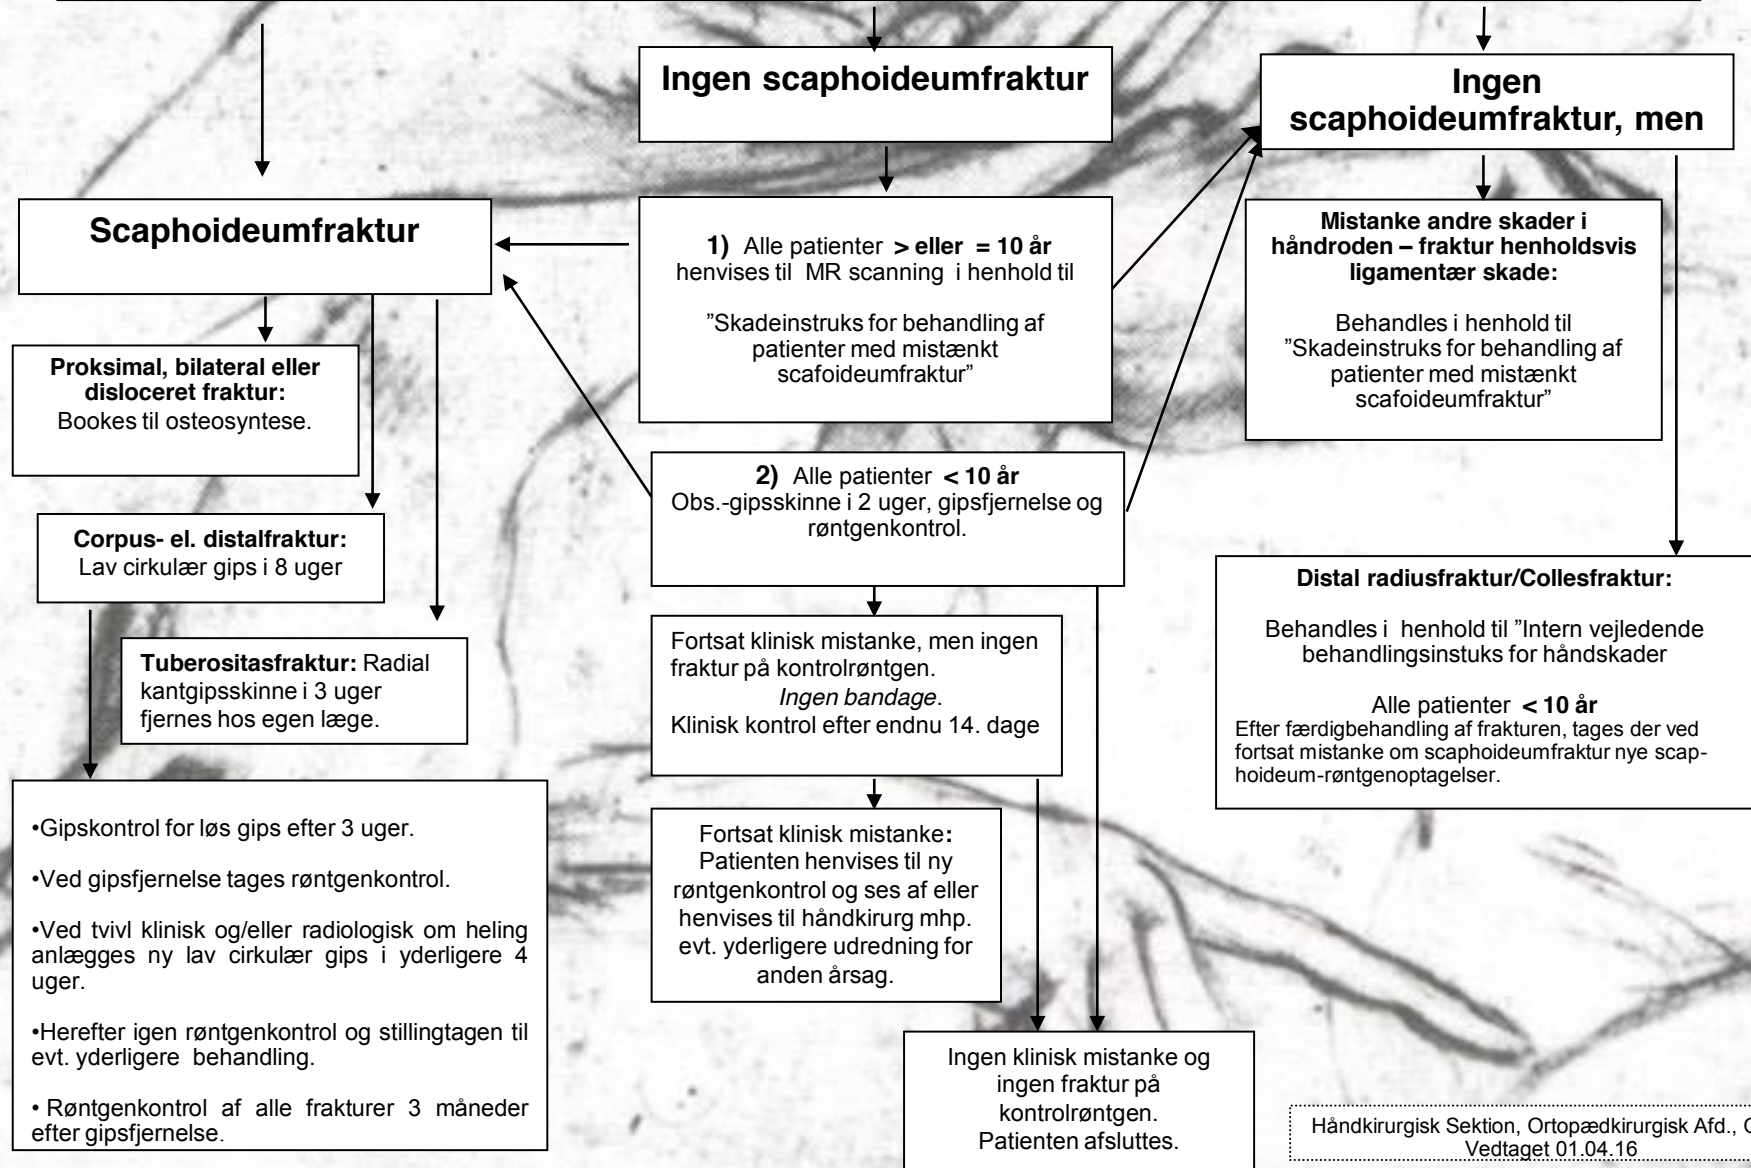 Ingen scaphoideumfraktur
Ingen
scaphoideumfraktur, men
Scaphoideumfraktur
1) Alle patienter > eller = 10 år
henvises til MR scanning i henhold til
”Skadeinstruks for behandling af
patienter med mistænkt
scafoideumfraktur”
Mistanke andre skader i
håndroden – fraktur henholdsvis
ligamentær skade:
Behandles i henhold til
”Skadeinstruks for behandling af
patienter med mistænkt
scafoideumfraktur”
Proksimal, bilateral eller
disloceret fraktur:
Bookes til osteosyntese.
2) Alle patienter < 10 år
Obs.-gipsskinne i 2 uger, gipsfjernelse og
røntgenkontrol.
Corpus- el. distalfraktur:
Lav cirkulær gips i 8 uger
Distal radiusfraktur/Collesfraktur:
Behandles i henhold til ”Intern vejledende
behandlingsinstuks for håndskader
Alle patienter < 10 år
Efter færdigbehandling af frakturen, tages der ved
fortsat mistanke om scaphoideumfraktur nye scap-
hoideum-røntgenoptagelser.
Tuberositasfraktur: Radial
kantgipsskinne i 3 uger
fjernes hos egen læge.
Fortsat klinisk mistanke, men ingen
fraktur på kontrolrøntgen.
Ingen bandage.
Klinisk kontrol efter endnu 14. dage
•Gipskontrol for løs gips efter 3 uger.
•Ved gipsfjernelse tages røntgenkontrol.
•Ved tvivl klinisk og/eller radiologisk om heling
anlægges ny lav cirkulær gips i yderligere 4
uger.
•Herefter igen røntgenkontrol og stillingtagen til
evt. yderligere behandling.
• Røntgenkontrol af alle frakturer 3 måneder
efter gipsfjernelse.
Fortsat klinisk mistanke:
Patienten henvises til ny
røntgenkontrol og ses af eller
henvises til håndkirurg mhp.
evt. yderligere udredning for
anden årsag.
Ingen klinisk mistanke og
ingen fraktur på
kontrolrøntgen.
Patienten afsluttes.
Håndkirurgisk Sektion, Ortopædkirurgisk Afd.,
Vedtaget 01.04.16